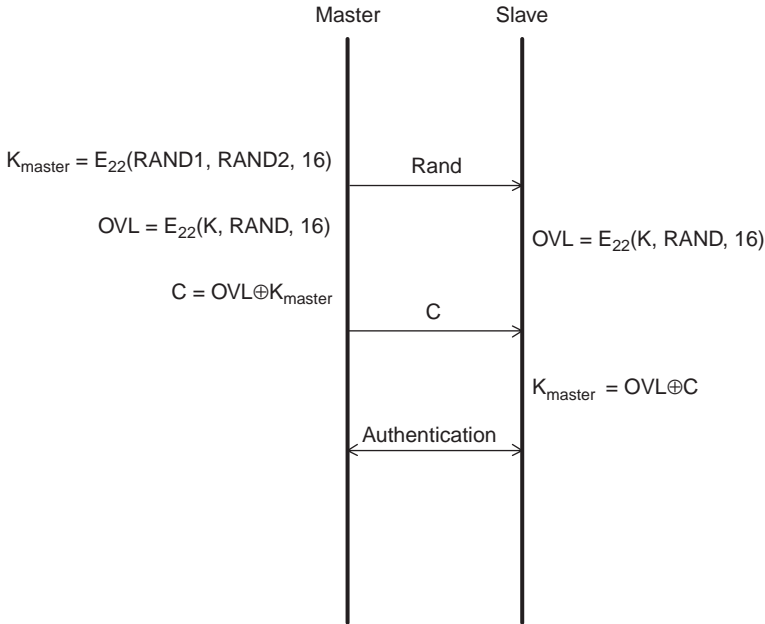 Master
Slave
K_master = E_22(RAND1, RAND2, 16)
Rand
OVL = E_22(K, RAND, 16)
OVL = E_22(K, RAND, 16)
C = OVL⊕K_master
C
K_master = OVL⊕C
Authentication